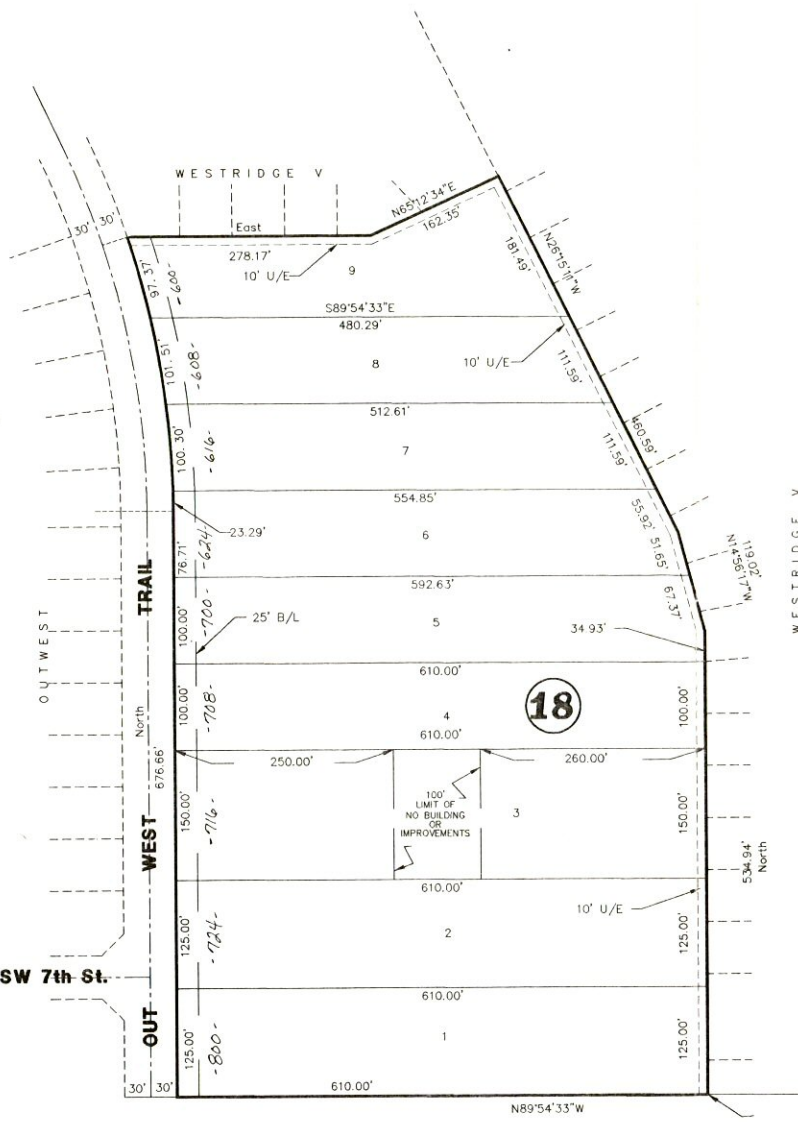 WESTRIDGE V
N65°12'34"E
162.35'
30' 30'
East
278.17'
10' U/E
9
181.49'
N26°15'11"W
97.37'
-600-
S89°54'33"E
480.29'
10' U/E
101.51'
-608-
8
111.59'
512.61'
100.30'
-616-
7
111.59'
460.59'
554.85'
23.29'
6
55.92'
51.65'
76.71'
-624-
592.63'
67.37'
N14°56'17"W
119.02'
WESTRIDGE V
TRAIL
100.00'
-700-
25' B/L
5
34.93'
OUTWEST
610.00'
18
100.00'
-708-
4
100.00'
North
676.66'
610.00'
250.00'
260.00'
100'
LIMIT OF
NO BUILDING
OR
IMPROVEMENTS
3
WEST
150.00'
-716-
150.00'
534.94'
North
610.00'
10' U/E
125.00'
-724-
2
125.00'
SW 7th St.
610.00'
OUT
125.00'
-800-
1
125.00'
30' 30'
610.00'
N89°54'33"W